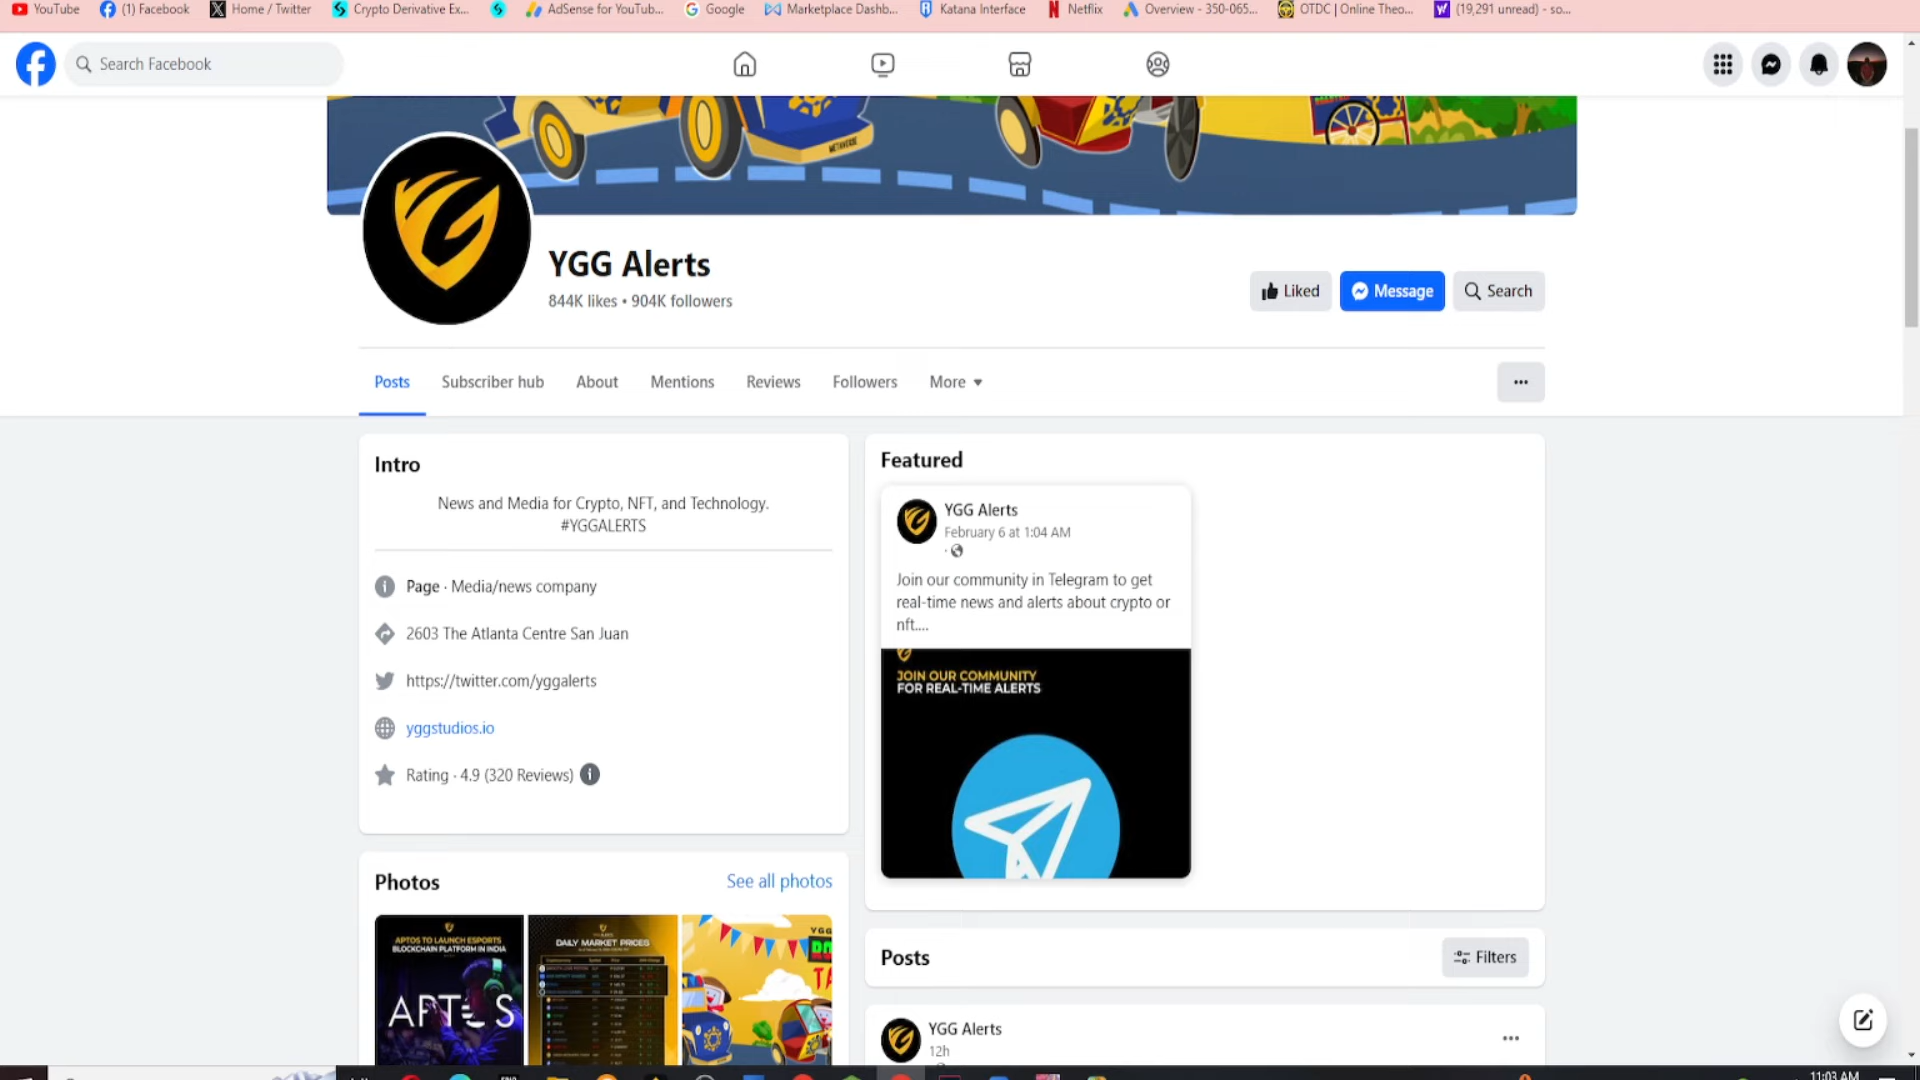 YouTube
(1) Facebook
Home / Twitter
Crypto Derivative Ex...
AdSense for YouTub...
Google
Marketplace Dashb...
Katana Interface
Netflix
Overview - 350-065...
OTDC | Online Theo...
(19,291 unread) - so...
Search Facebook
METAVERSE
YGG Alerts
844K likes • 904K followers
Liked
Message
Search
Posts
Subscriber hub
About
Mentions
Reviews
Followers
More
Intro
News and Media for Crypto, NFT, and Technology.
#YGGALERTS
Page · Media/news company
2603 The Atlanta Centre San Juan
https://twitter.com/yggalerts
yggstudios.io
Rating · 4.9 (320 Reviews)
Featured
YGG Alerts
February 6 at 1:04 AM
Join our community in Telegram to get
real-time news and alerts about crypto or
nft....
JOIN OUR COMMUNITY
FOR REAL-TIME ALERTS
Photos
See all photos
APTOS TO LAUNCH ESPORTS
BLOCKCHAIN PLATFORM IN INDIA
DAILY MARKET PRICES
YGG
Posts
Filters
YGG Alerts
12h
11:03 AM